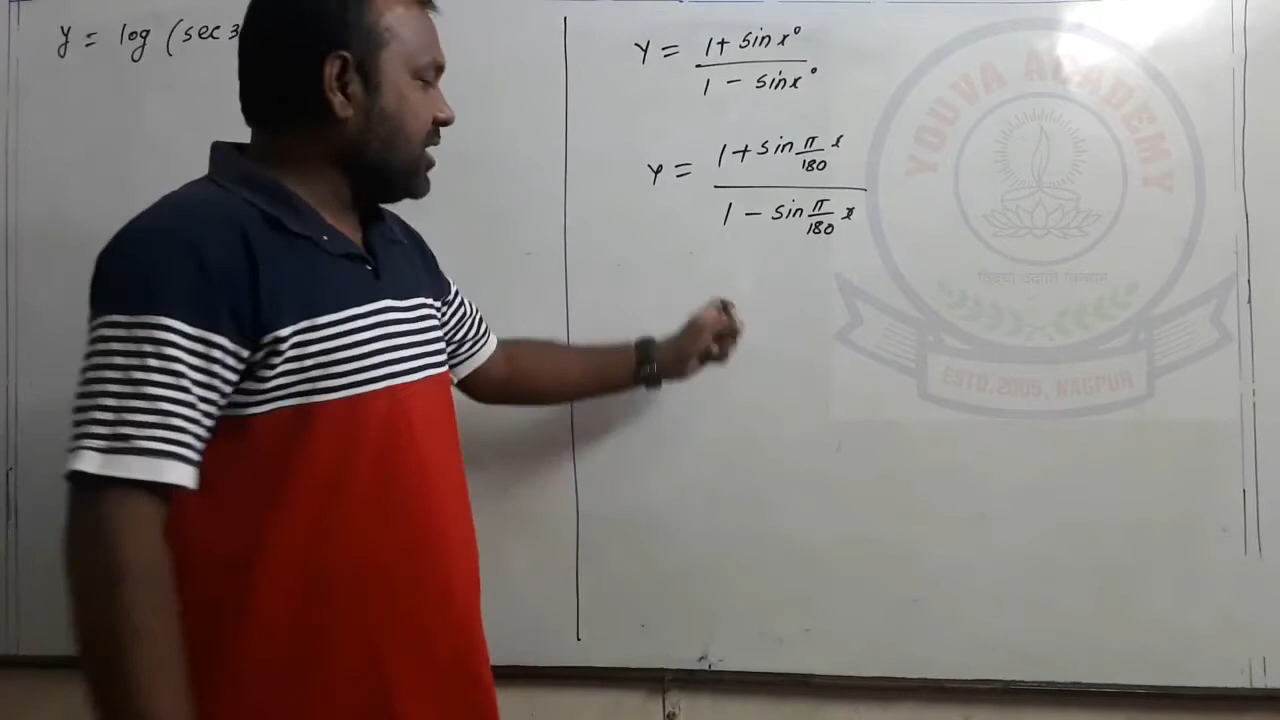 y = log (sec 3
y = 1 + sin x° / 1 - sin x°
y = 1 + sin π/180 x / 1 - sin π/180 x
YOUVA ACADEMY
ESTD.2005, NAGPUR